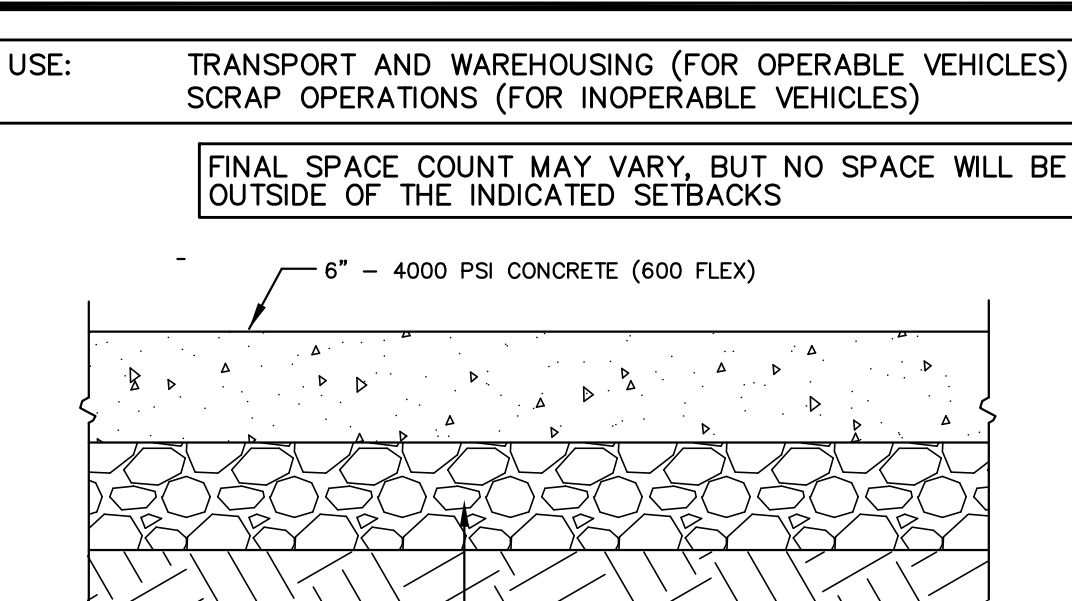 USE: TRANSPORT AND WAREHOUSING (FOR OPERABLE VEHICLES)
SCRAP OPERATIONS (FOR INOPERABLE VEHICLES)
FINAL SPACE COUNT MAY VARY, BUT NO SPACE WILL BE
OUTSIDE OF THE INDICATED SETBACKS
6" - 4000 PSI CONCRETE (600 FLEX)